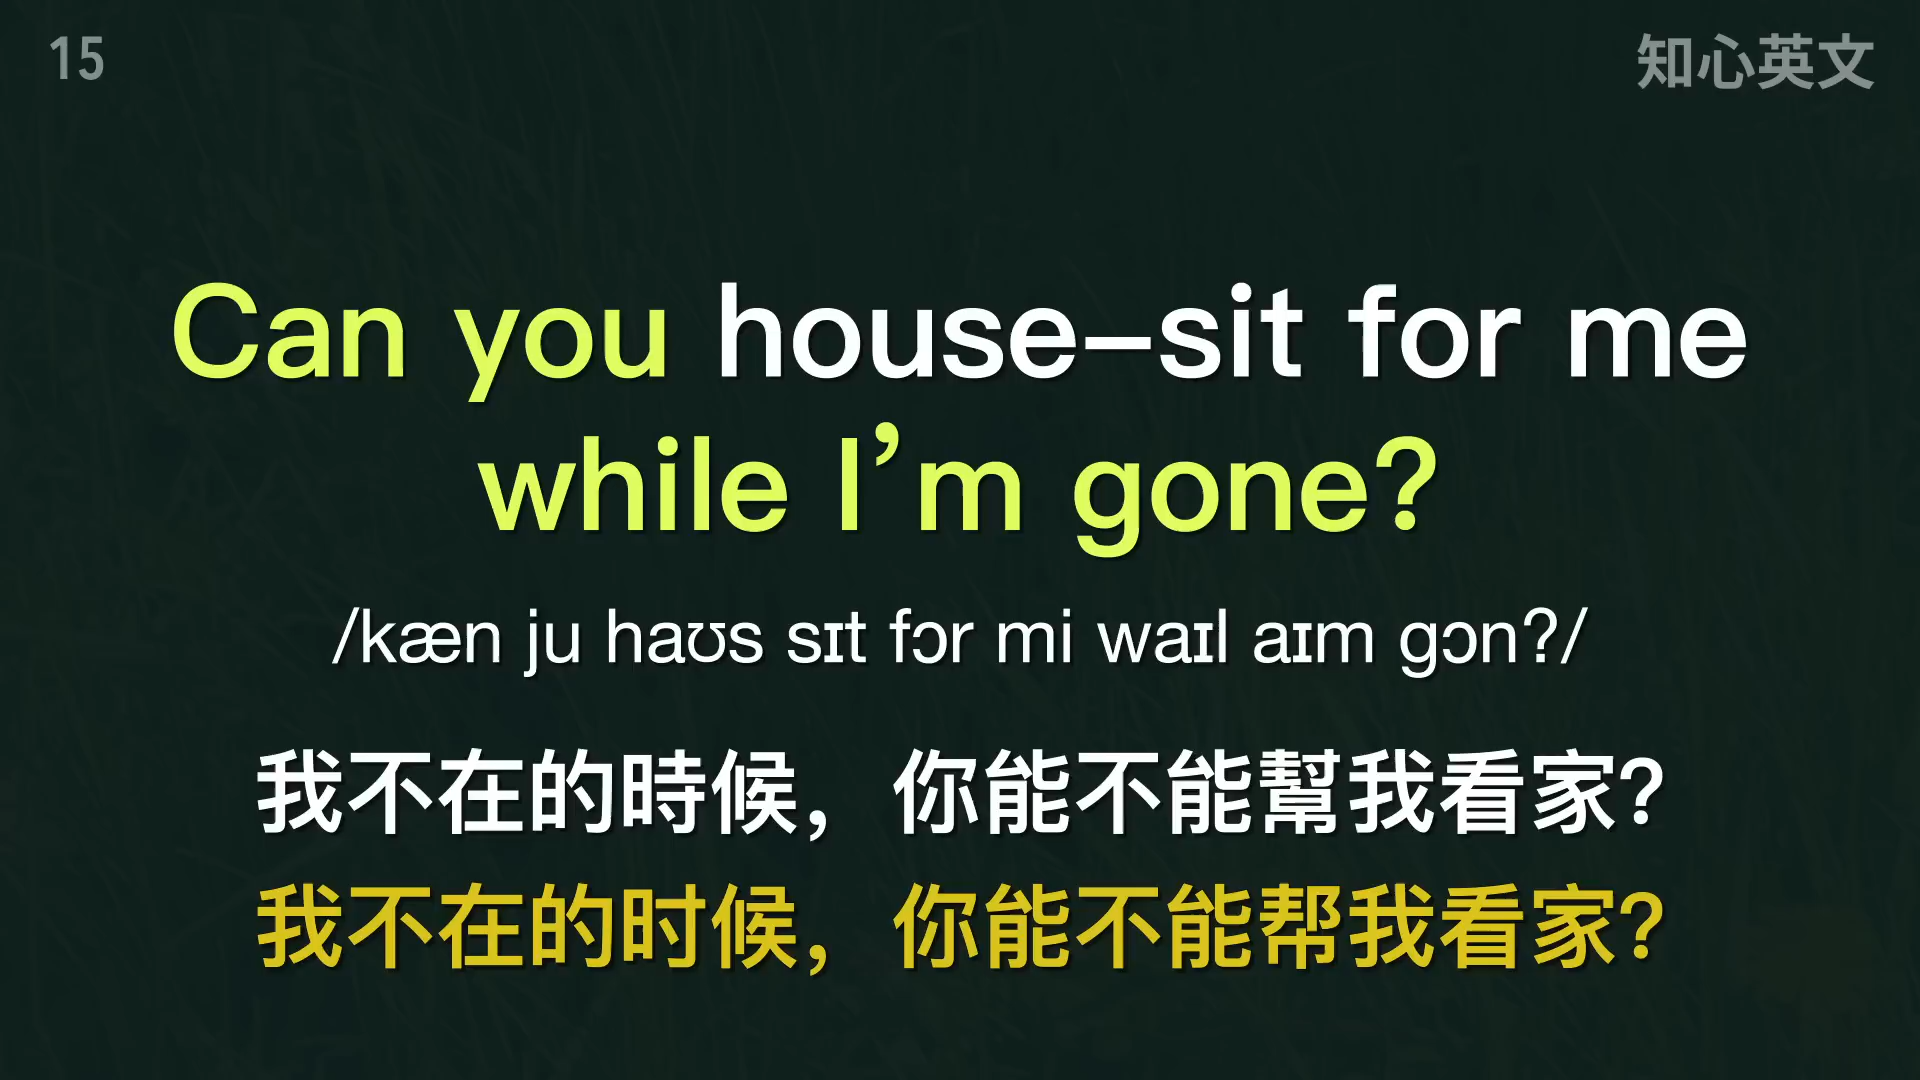 15
知心英文
Can you house-sit for me
while I’m gone?
/kæn ju haʊs sɪt fɔr mi waɪl aɪm gɔn?/
我不在的時候，你能不能幫我看家？
我不在的时候，你能不能帮我看家？